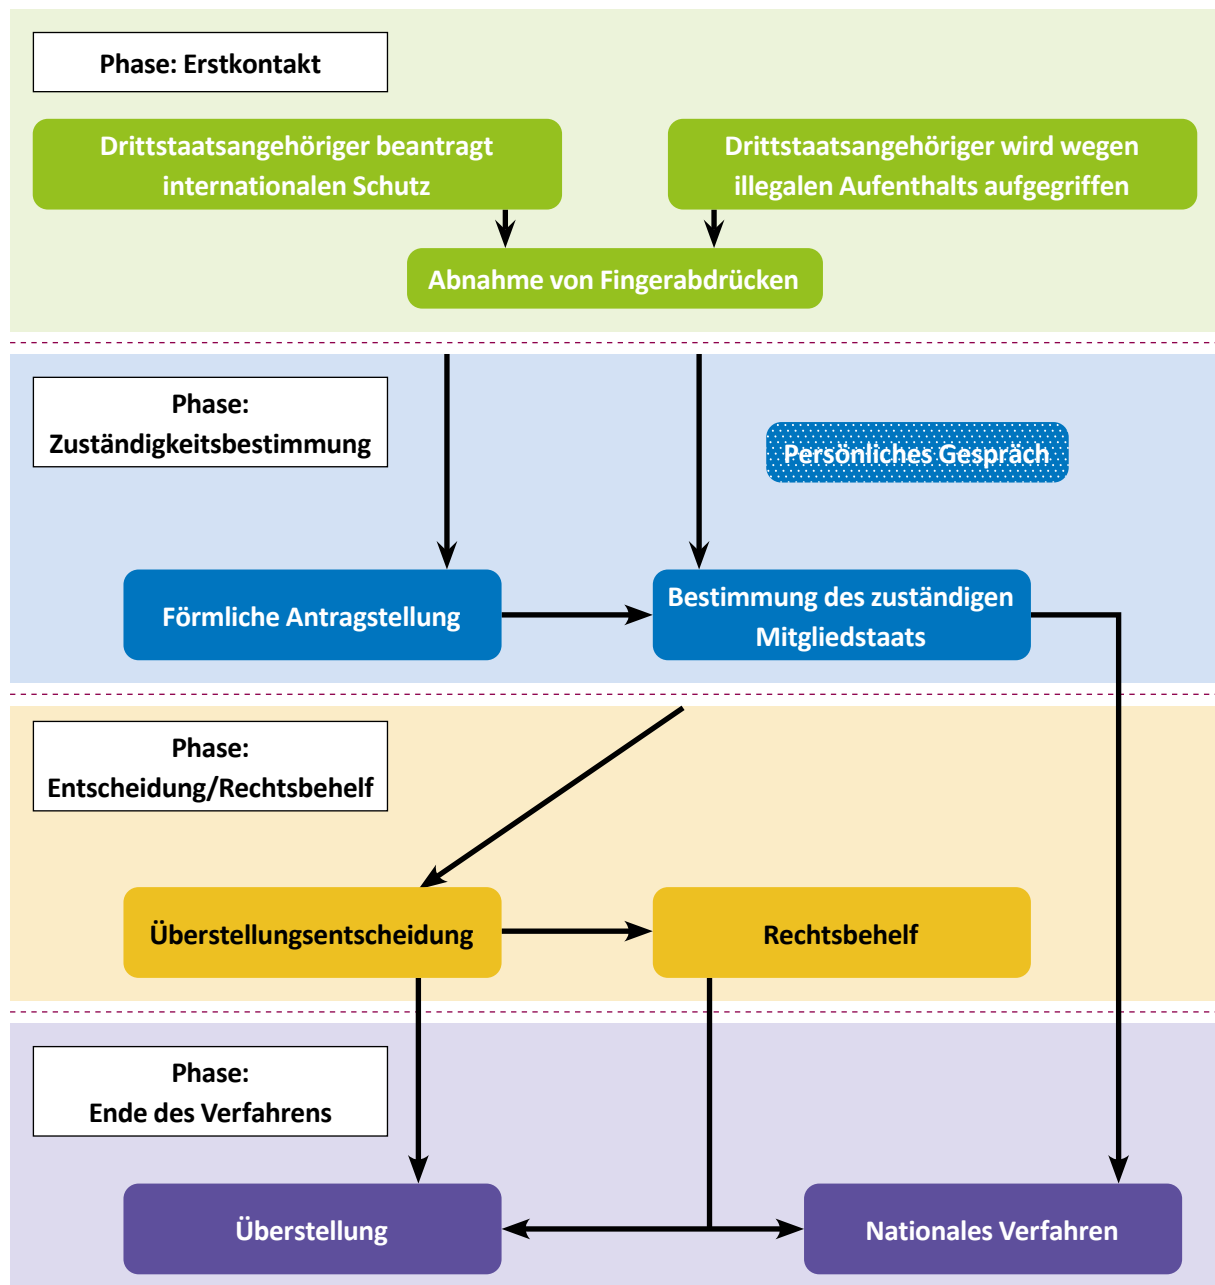 Phase: Erstkontakt
Drittstaatsangehöriger beantragt
internationalen Schutz
Drittstaatsangehöriger wird wegen
illegalen Aufenthalts aufgegriffen
Abnahme von Fingerabdrücken
Phase:
Zuständigkeitsbestimmung
Persönliches Gespräch
Förmliche Antragstellung
Bestimmung des zuständigen
Mitgliedstaats
Phase:
Entscheidung/Rechtsbehelf
Überstellungsentscheidung
Rechtsbehelf
Phase:
Ende des Verfahrens
Überstellung
Nationales Verfahren